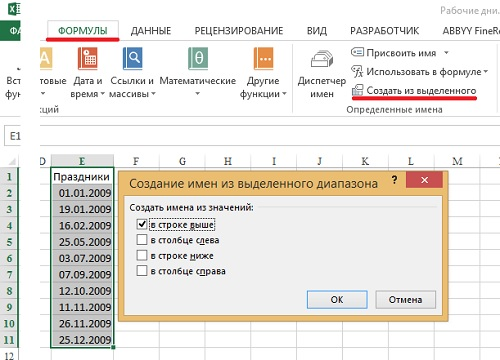 Рабочие дни.
ФА ФОРМУЛЫ ДАННЫЕ РЕЦЕНЗИРОВАНИЕ ВИД РАЗРАБОТЧИК ABBYY FineRe
Вст товые Дата и Ссылки и Математические Другие Диспетчер Присвоить имя
фун время массивы функции имен Использовать в формуле
Создать из выделенного
кций Определенные имена
E1
D E F G H I J K L M N
1 Праздники
2 01.01.2009
3 19.01.2009
4 16.02.2009
5 25.05.2009
6 03.07.2009
7 07.09.2009
8 12.10.2009
9 11.11.2009
10 26.11.2009
11 25.12.2009
Создание имен из выделенного диапазона
Создать имена из значений:
в строке выше
в столбце слева
в строке ниже
в столбце справа
OK Отмена